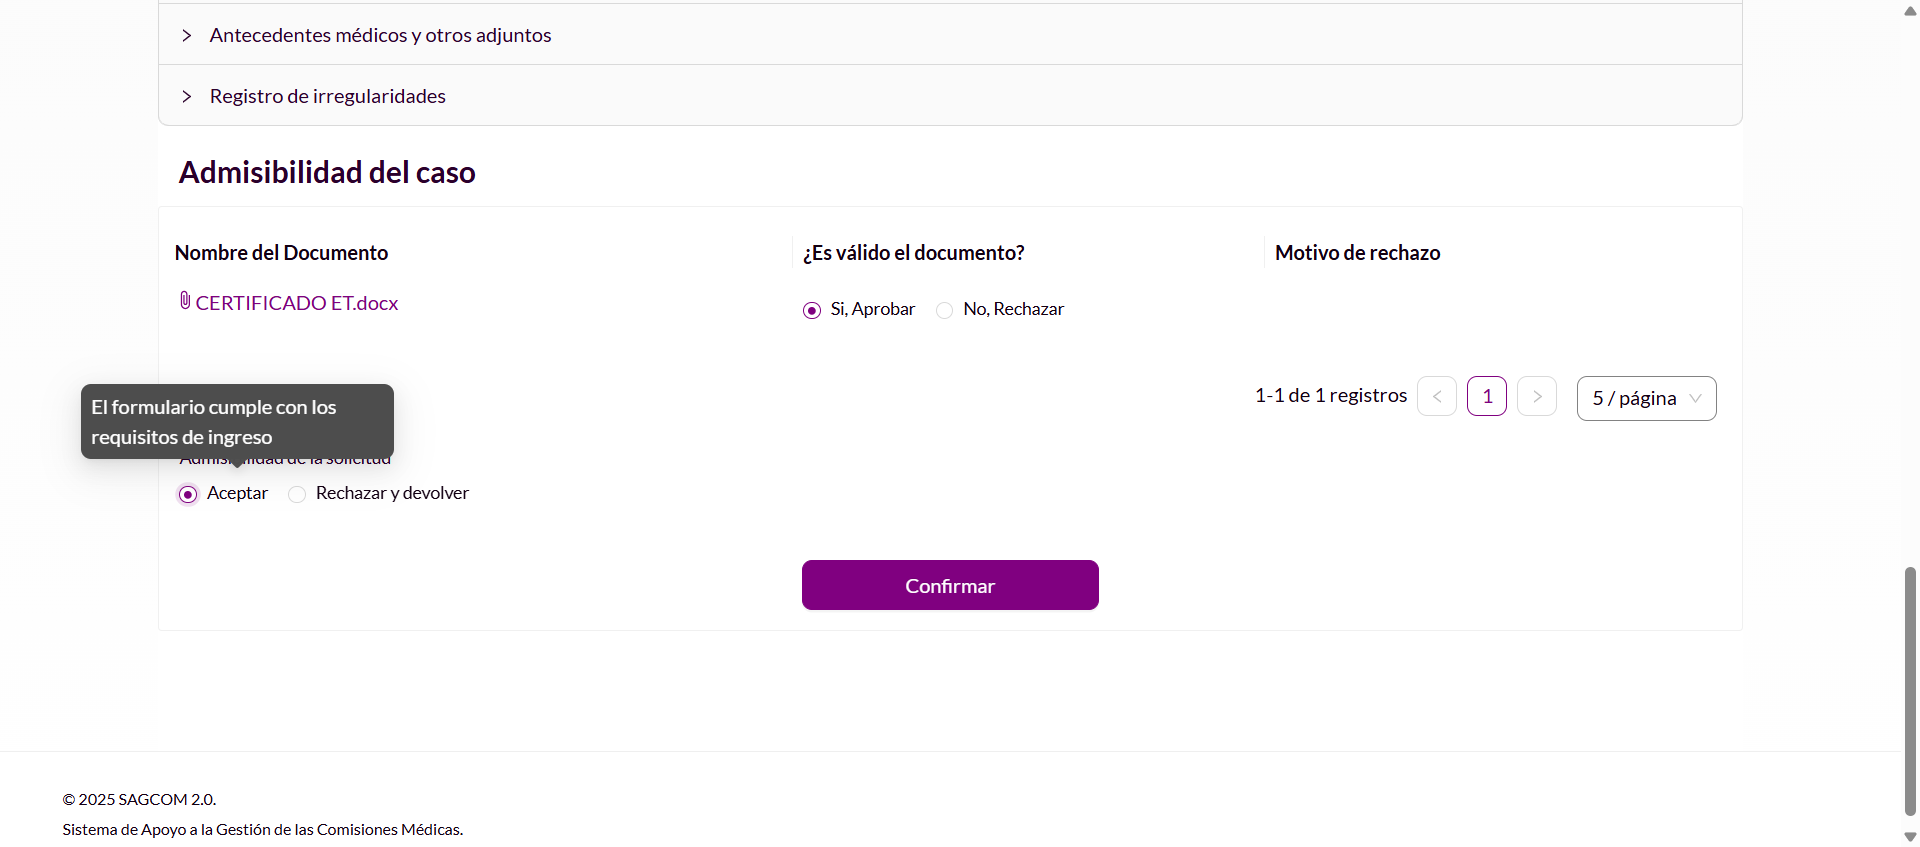 Antecedentes médicos y otros adjuntos
Registro de irregularidades
Admisibilidad del caso
Nombre del Documento
¿Es válido el documento?
Motivo de rechazo
CERTIFICADO ET.docx
Si, Aprobar
No, Rechazar
1-1 de 1 registros
1
5 / página
El formulario cumple con los
requisitos de ingreso
Admisibilidad de la solicitud
Aceptar
Rechazar y devolver
Confirmar
© 2025 SAGCOM 2.0.
Sistema de Apoyo a la Gestión de las Comisiones Médicas.